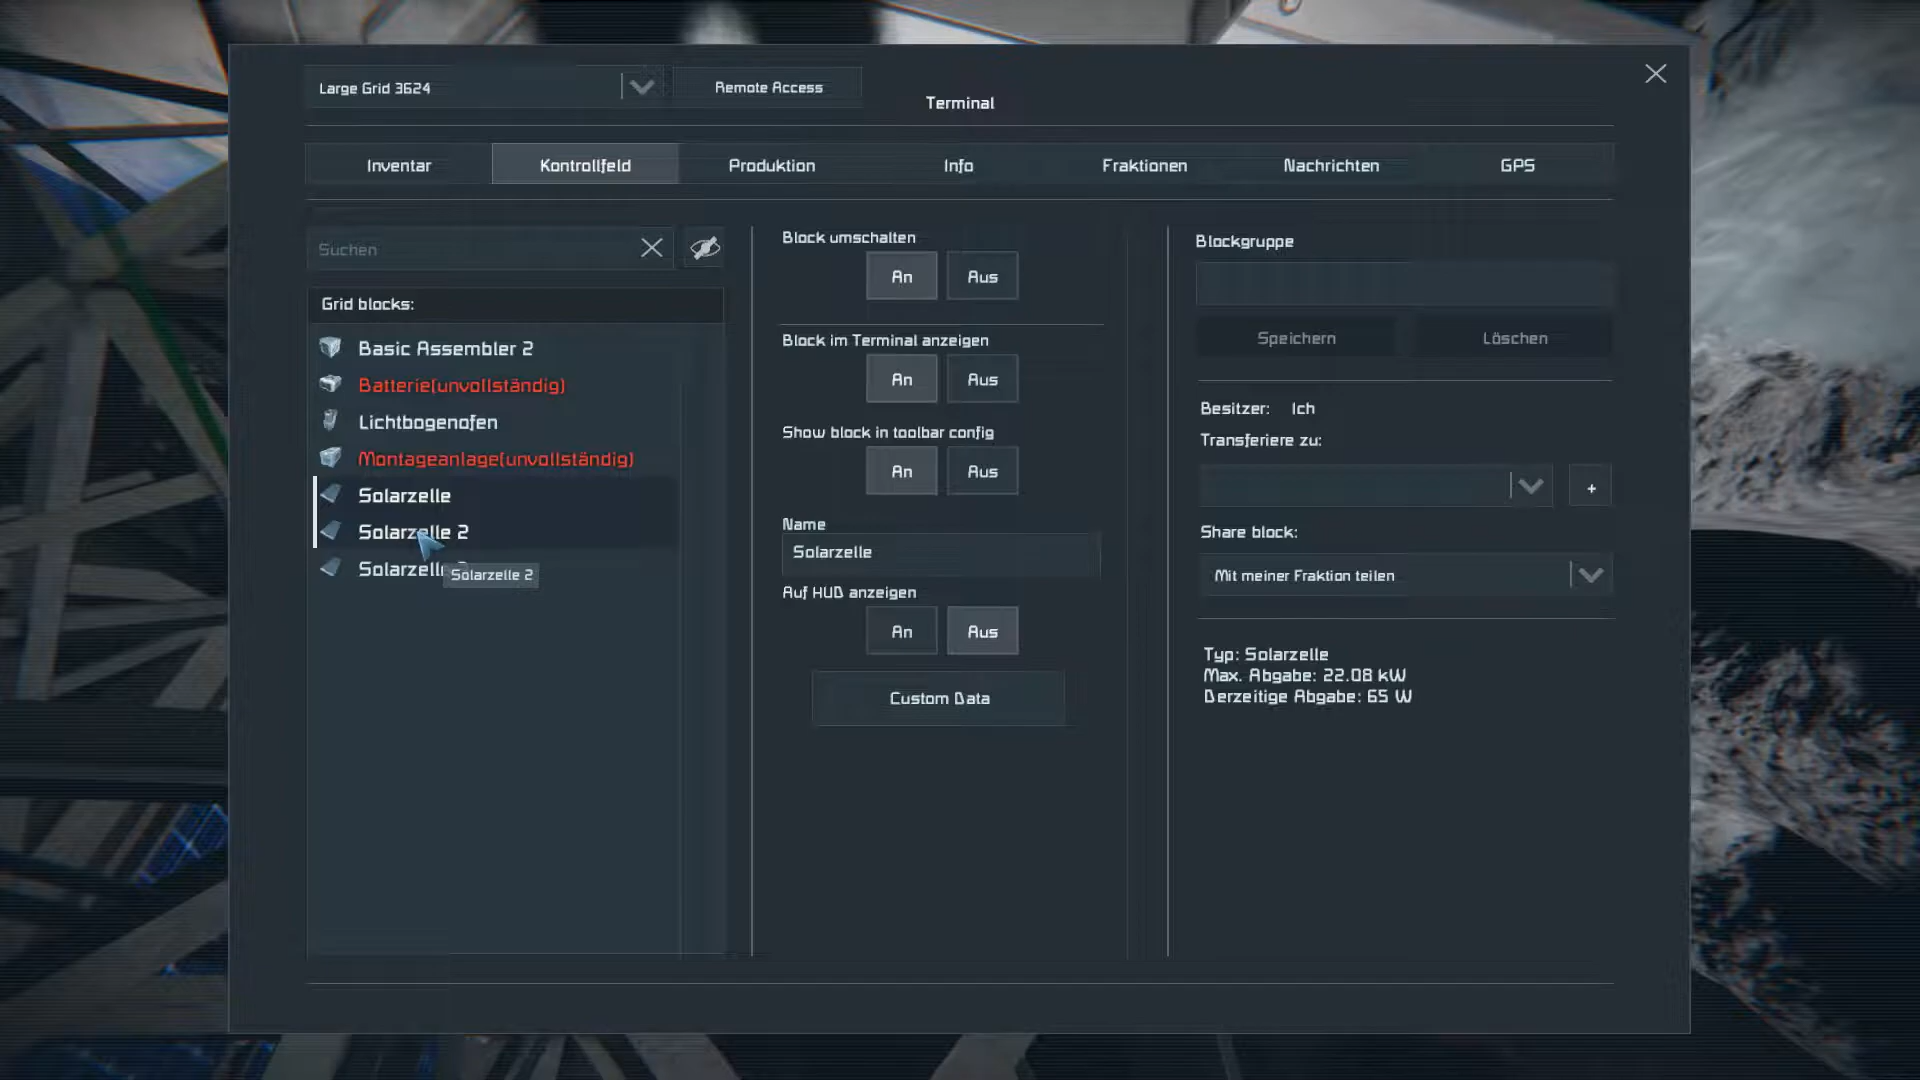 Large Grid 3624
Remote Access
Terminal
Inventar
Kontrollfeld
Produktion
Info
Fraktionen
Nachrichten
GPS
Suchen
Grid blocks:
Basic Assembler 2
Batterie(unvollständig)
Lichtbogenofen
Montageanlage(unvollständig)
Solarzelle
Solarzelle 2
Solarzelle 2
Block umschalten
An Aus
Block im Terminal anzeigen
An Aus
Show block in toolbar config
An Aus
Name
Solarzelle
Auf HUD anzeigen
An Aus
Custom Data
Blockgruppe
Speichern Löschen
Besitzer: Ich
Transferiere zu:
+
Share block:
Mit meiner Fraktion teilen
Typ: Solarzelle
Max. Abgabe: 22.08 kW
Derzeitige Abgabe: 65 W